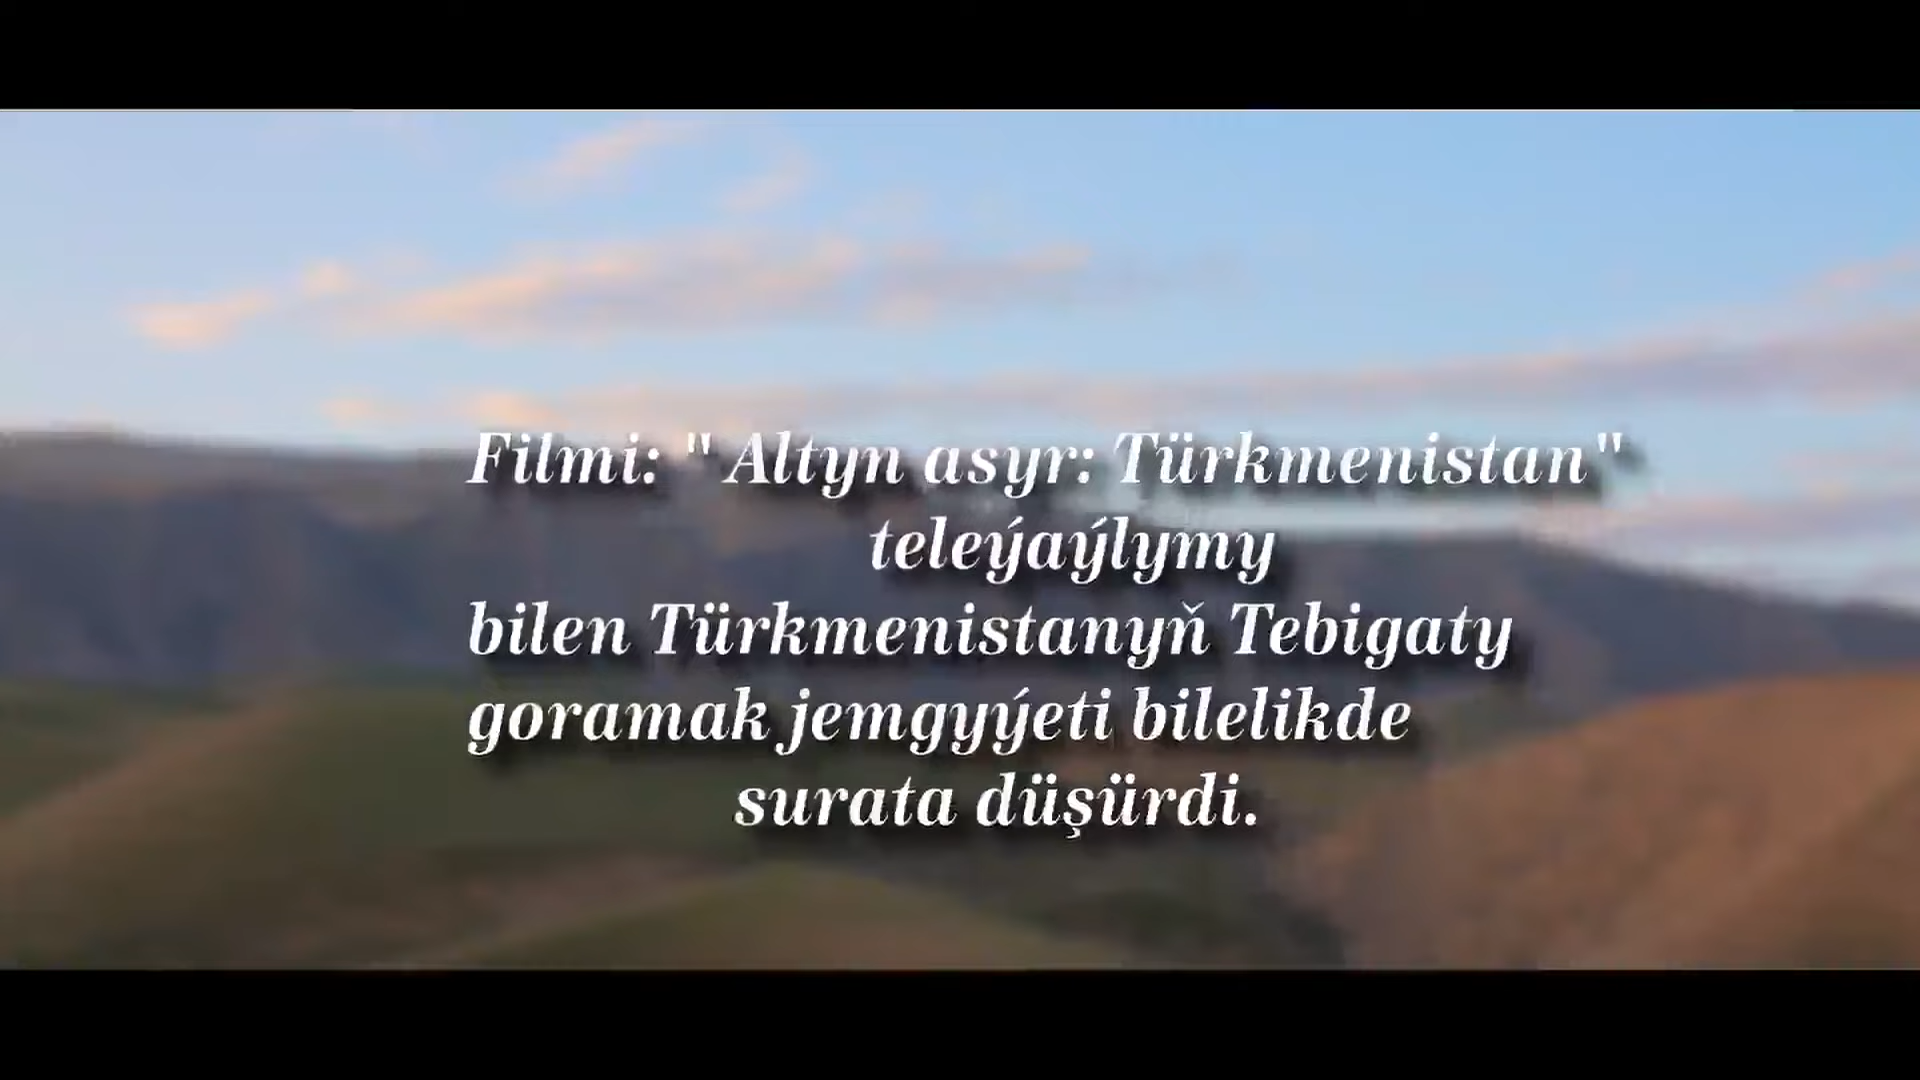 Filmi: " Altyn asyr: Türkmenistan"
teleýaýlymy
bilen Türkmenistanyň Tebigaty
goramak jemgyýeti bilelikde
surata düşürdi.